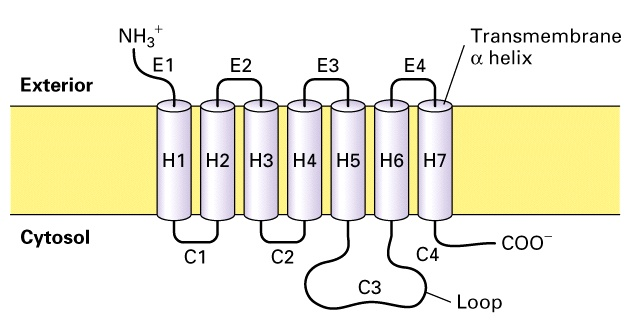 NH₃⁺
Transmembrane
α helix
E1
E2
E3
E4
Exterior
H1
H2
H3
H4
H5
H6
H7
Cytosol
C1
C2
C4
COO⁻
C3
Loop